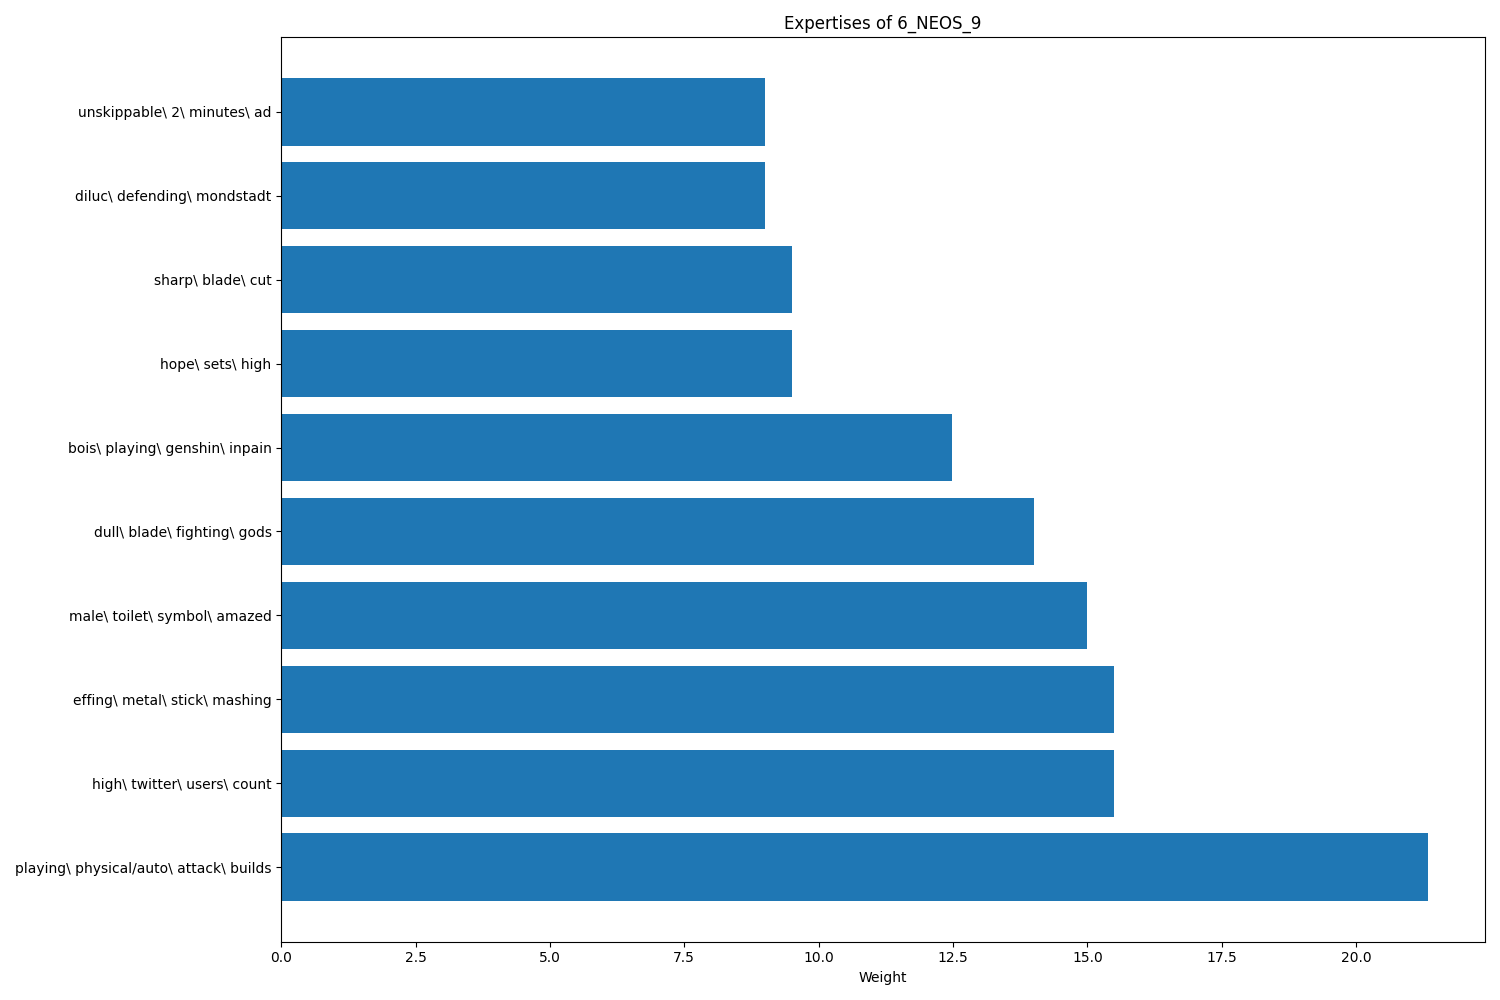 Expertises of 6_NEOS_9
unskippable\ 2\ minutes\ ad
diluc\ defending\ mondstadt
sharp\ blade\ cut
hope\ sets\ high
bois\ playing\ genshin\ inpain
dull\ blade\ fighting\ gods
male\ toilet\ symbol\ amazed
effing\ metal\ stick\ mashing
high\ twitter\ users\ count
playing\ physical/auto\ attack\ builds
0.0 2.5 5.0 7.5 10.0 12.5 15.0 17.5 20.0
Weight